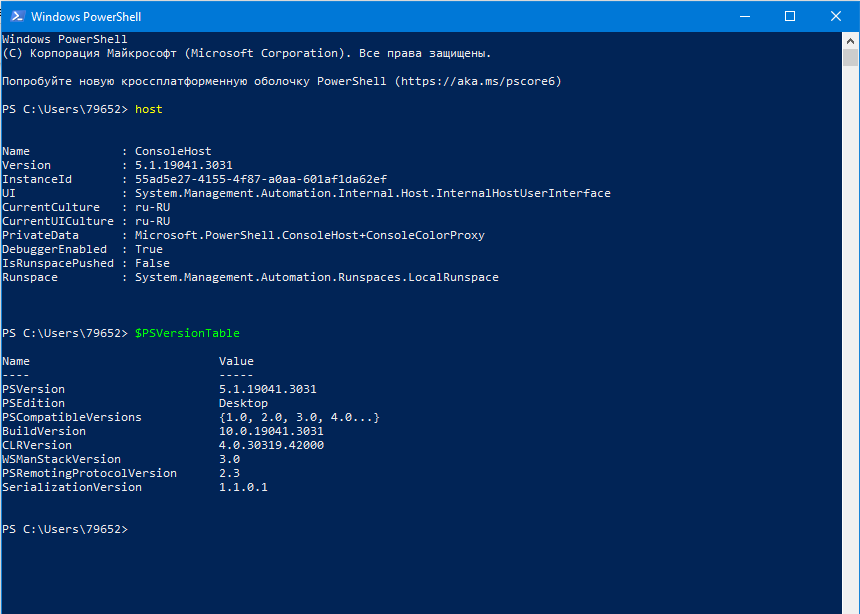 Windows PowerShell
Windows PowerShell
(C) Корпорация Майкрософт (Microsoft Corporation). Все права защищены.
Попробуйте новую кроссплатформенную оболочку PowerShell (https://aka.ms/pscore6)
PS C:\Users\79652> host
Name             : ConsoleHost
Version          : 5.1.19041.3031
InstanceId       : 55ad5e27-4155-4f87-a0aa-601af1da62ef
UI               : System.Management.Automation.Internal.Host.InternalHostUserInterface
CurrentCulture   : ru-RU
CurrentUICulture : ru-RU
PrivateData      : Microsoft.PowerShell.ConsoleHost+ConsoleColorProxy
DebuggerEnabled  : True
IsRunspacePushed : False
Runspace         : System.Management.Automation.Runspaces.LocalRunspace
PS C:\Users\79652> $PSVersionTable
Name                           Value
----                           -----
PSVersion                      5.1.19041.3031
PSEdition                      Desktop
PSCompatibleVersions           {1.0, 2.0, 3.0, 4.0...}
BuildVersion                   10.0.19041.3031
CLRVersion                     4.0.30319.42000
WSManStackVersion              3.0
PSRemotingProtocolVersion      2.3
SerializationVersion           1.1.0.1
PS C:\Users\79652>